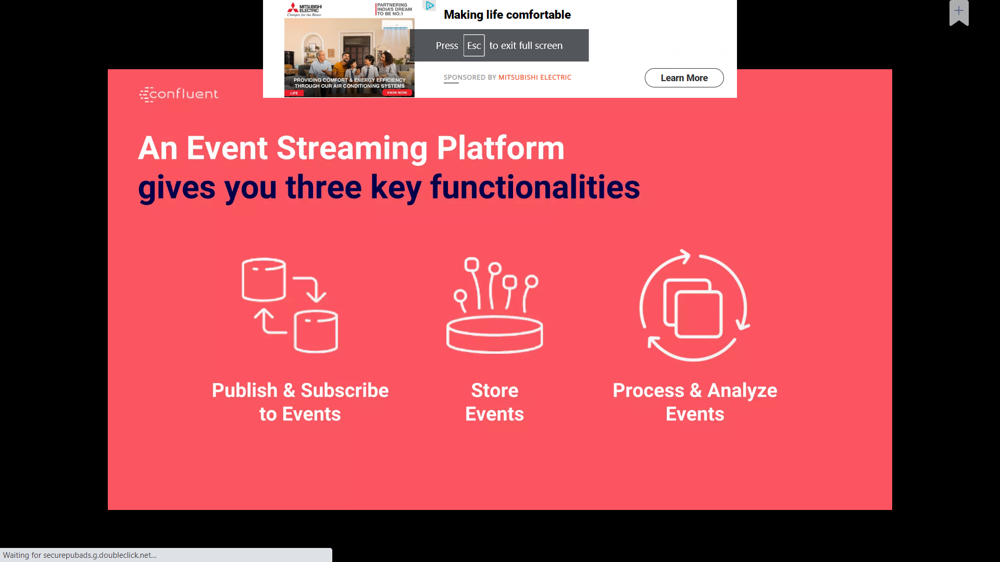 MITSUBISHI
ELECTRIC
Changes for the Better
PARTNERING
INDIA'S DREAM
TO BE NO.1
PROVIDING COMFORT & ENERGY EFFICIENCY
THROUGH OUR AIR CONDITIONING SYSTEMS
LIFE
KNOW MORE
Making life comfortable
Press Esc to exit full screen
SPONSORED BY MITSUBISHI ELECTRIC
Learn More
confluent
An Event Streaming Platform
gives you three key functionalities
Publish & Subscribe
to Events
Store
Events
Process & Analyze
Events
Waiting for securepubads.g.doubleclick.net...